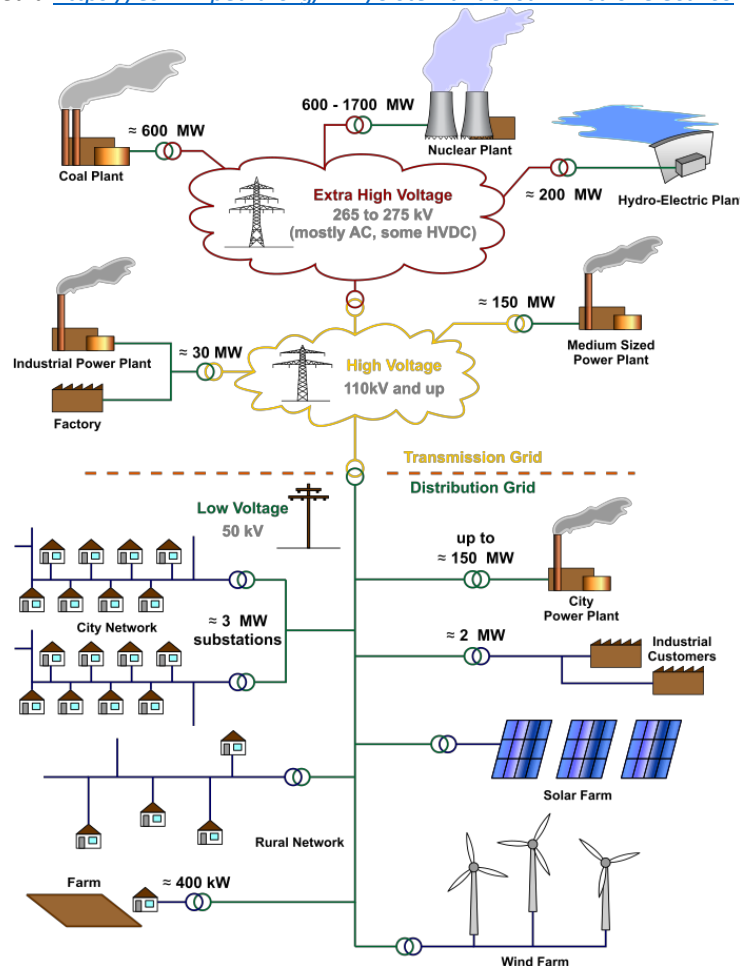 600 - 1700 MW
≈ 600 MW
Nuclear Plant
Coal Plant
Extra High Voltage
265 to 275 kV
(mostly AC, some HVDC)
≈ 200 MW
Hydro-Electric Plant
≈ 150 MW
Medium Sized
Power Plant
Industrial Power Plant
≈ 30 MW
High Voltage
110kV and up
Factory
Transmission Grid
Distribution Grid
Low Voltage
50 kV
up to
≈ 150 MW
City
Power Plant
City Network
≈ 3 MW
substations
≈ 2 MW
Industrial
Customers
Solar Farm
Rural Network
Farm
≈ 400 kW
Wind Farm